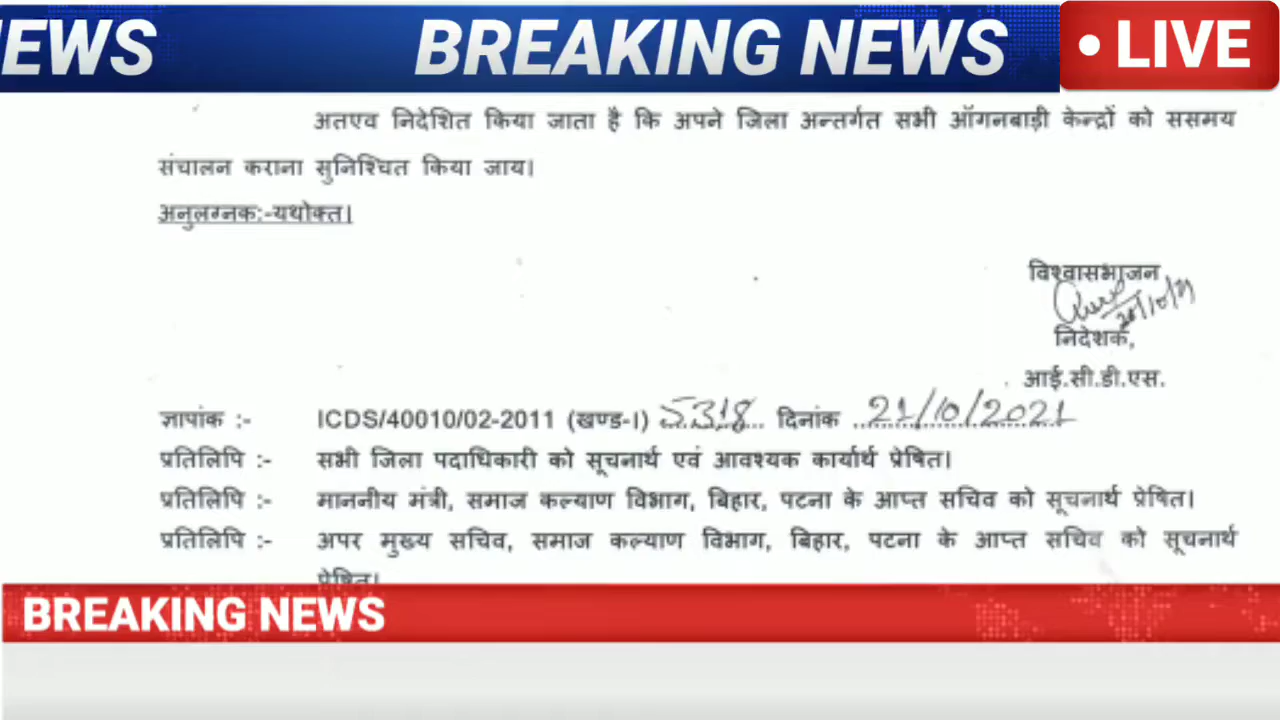 NEWS BREAKING NEWS LIVE
अतएव निदेशित किया जाता है कि अपने जिला अन्तर्गत सभी आँगनबाड़ी केन्द्रों को ससमय
संचालन कराना सुनिश्चित किया जाय।
अनुलग्नक:-यथोक्त।
विश्वासभाजन
निदेशक,
आई.सी.डी.एस.
ज्ञापांक :- ICDS/40010/02-2011 (खण्ड-I) 5318 दिनांक 21/10/2021
प्रतिलिपि :- सभी जिला पदाधिकारी को सूचनार्थ एवं आवश्यक कार्यार्थ प्रेषित।
प्रतिलिपि :- माननीय मंत्री, समाज कल्याण विभाग, बिहार, पटना के आप्त सचिव को सूचनार्थ प्रेषित।
प्रतिलिपि :- अपर मुख्य सचिव, समाज कल्याण विभाग, बिहार, पटना के आप्त सचिव को सूचनार्थ
प्रेषित।
BREAKING NEWS